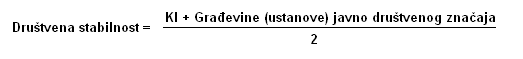 KI + Građevine (ustanove) javno društvenog značaja
Društvena stabilnost =
2